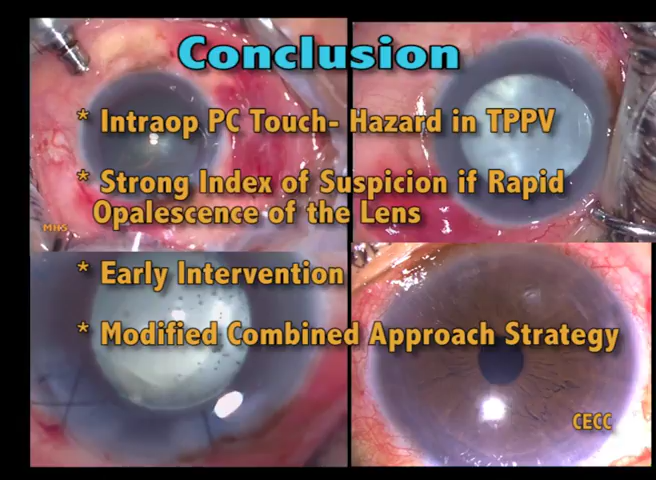 Conclusion
* Intraop PC Touch- Hazard in TPPV
* Strong Index of Suspicion if Rapid
Opalescence of the Lens
MHS
* Early Intervention
* Modified Combined Approach Strategy
CECC